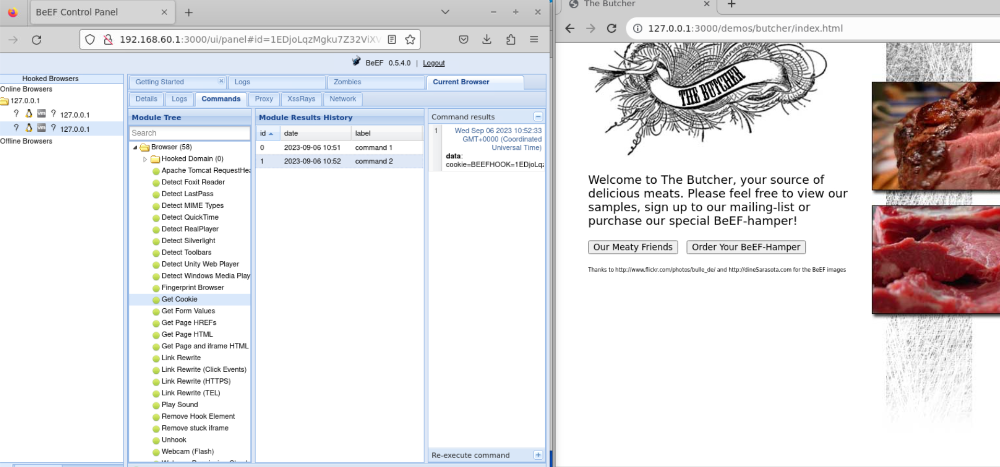 BeEF Control Panel
192.168.60.1:3000/ui/panel#id=1EDjoLqzMgku7Z32ViXV
BeEF 0.5.4.0 | Logout
Hooked Browsers
Online Browsers
127.0.0.1
? vm ? 127.0.0.1
? vm ? 127.0.0.1
Offline Browsers
Getting Started Logs Zombies Current Browser
Details Logs Commands Proxy XssRays Network
Module Tree
Search
Browser (58)
Hooked Domain (0)
Apache Tomcat RequestHea
Detect Foxit Reader
Detect LastPass
Detect MIME Types
Detect QuickTime
Detect RealPlayer
Detect Silverlight
Detect Toolbars
Detect Unity Web Player
Detect Windows Media Play
Fingerprint Browser
Get Cookie
Get Form Values
Get Page HREFs
Get Page HTML
Get Page and iframe HTML
Link Rewrite
Link Rewrite (Click Events)
Link Rewrite (HTTPS)
Link Rewrite (TEL)
Play Sound
Remove Hook Element
Remove stuck iframe
Unhook
Webcam (Flash)
Module Results History
id date label
0 2023-09-06 10:51 command 1
1 2023-09-06 10:52 command 2
Command results
1 Wed Sep 06 2023 10:52:33
GMT+0000 (Coordinated
Universal Time)
data:
cookie=BEEFHOOK=1EDjoLqz
Re-execute command
The Butcher
127.0.0.1:3000/demos/butcher/index.html
THE BUTCHER
Welcome to The Butcher, your source of
delicious meats. Please feel free to view our
samples, sign up to our mailing-list or
purchase our special BeEF-hamper!
Our Meaty Friends Order Your BeEF-Hamper
Thanks to http://www.flickr.com/photos/bulle_de/ and http://dineSarasota.com for the BeEF images